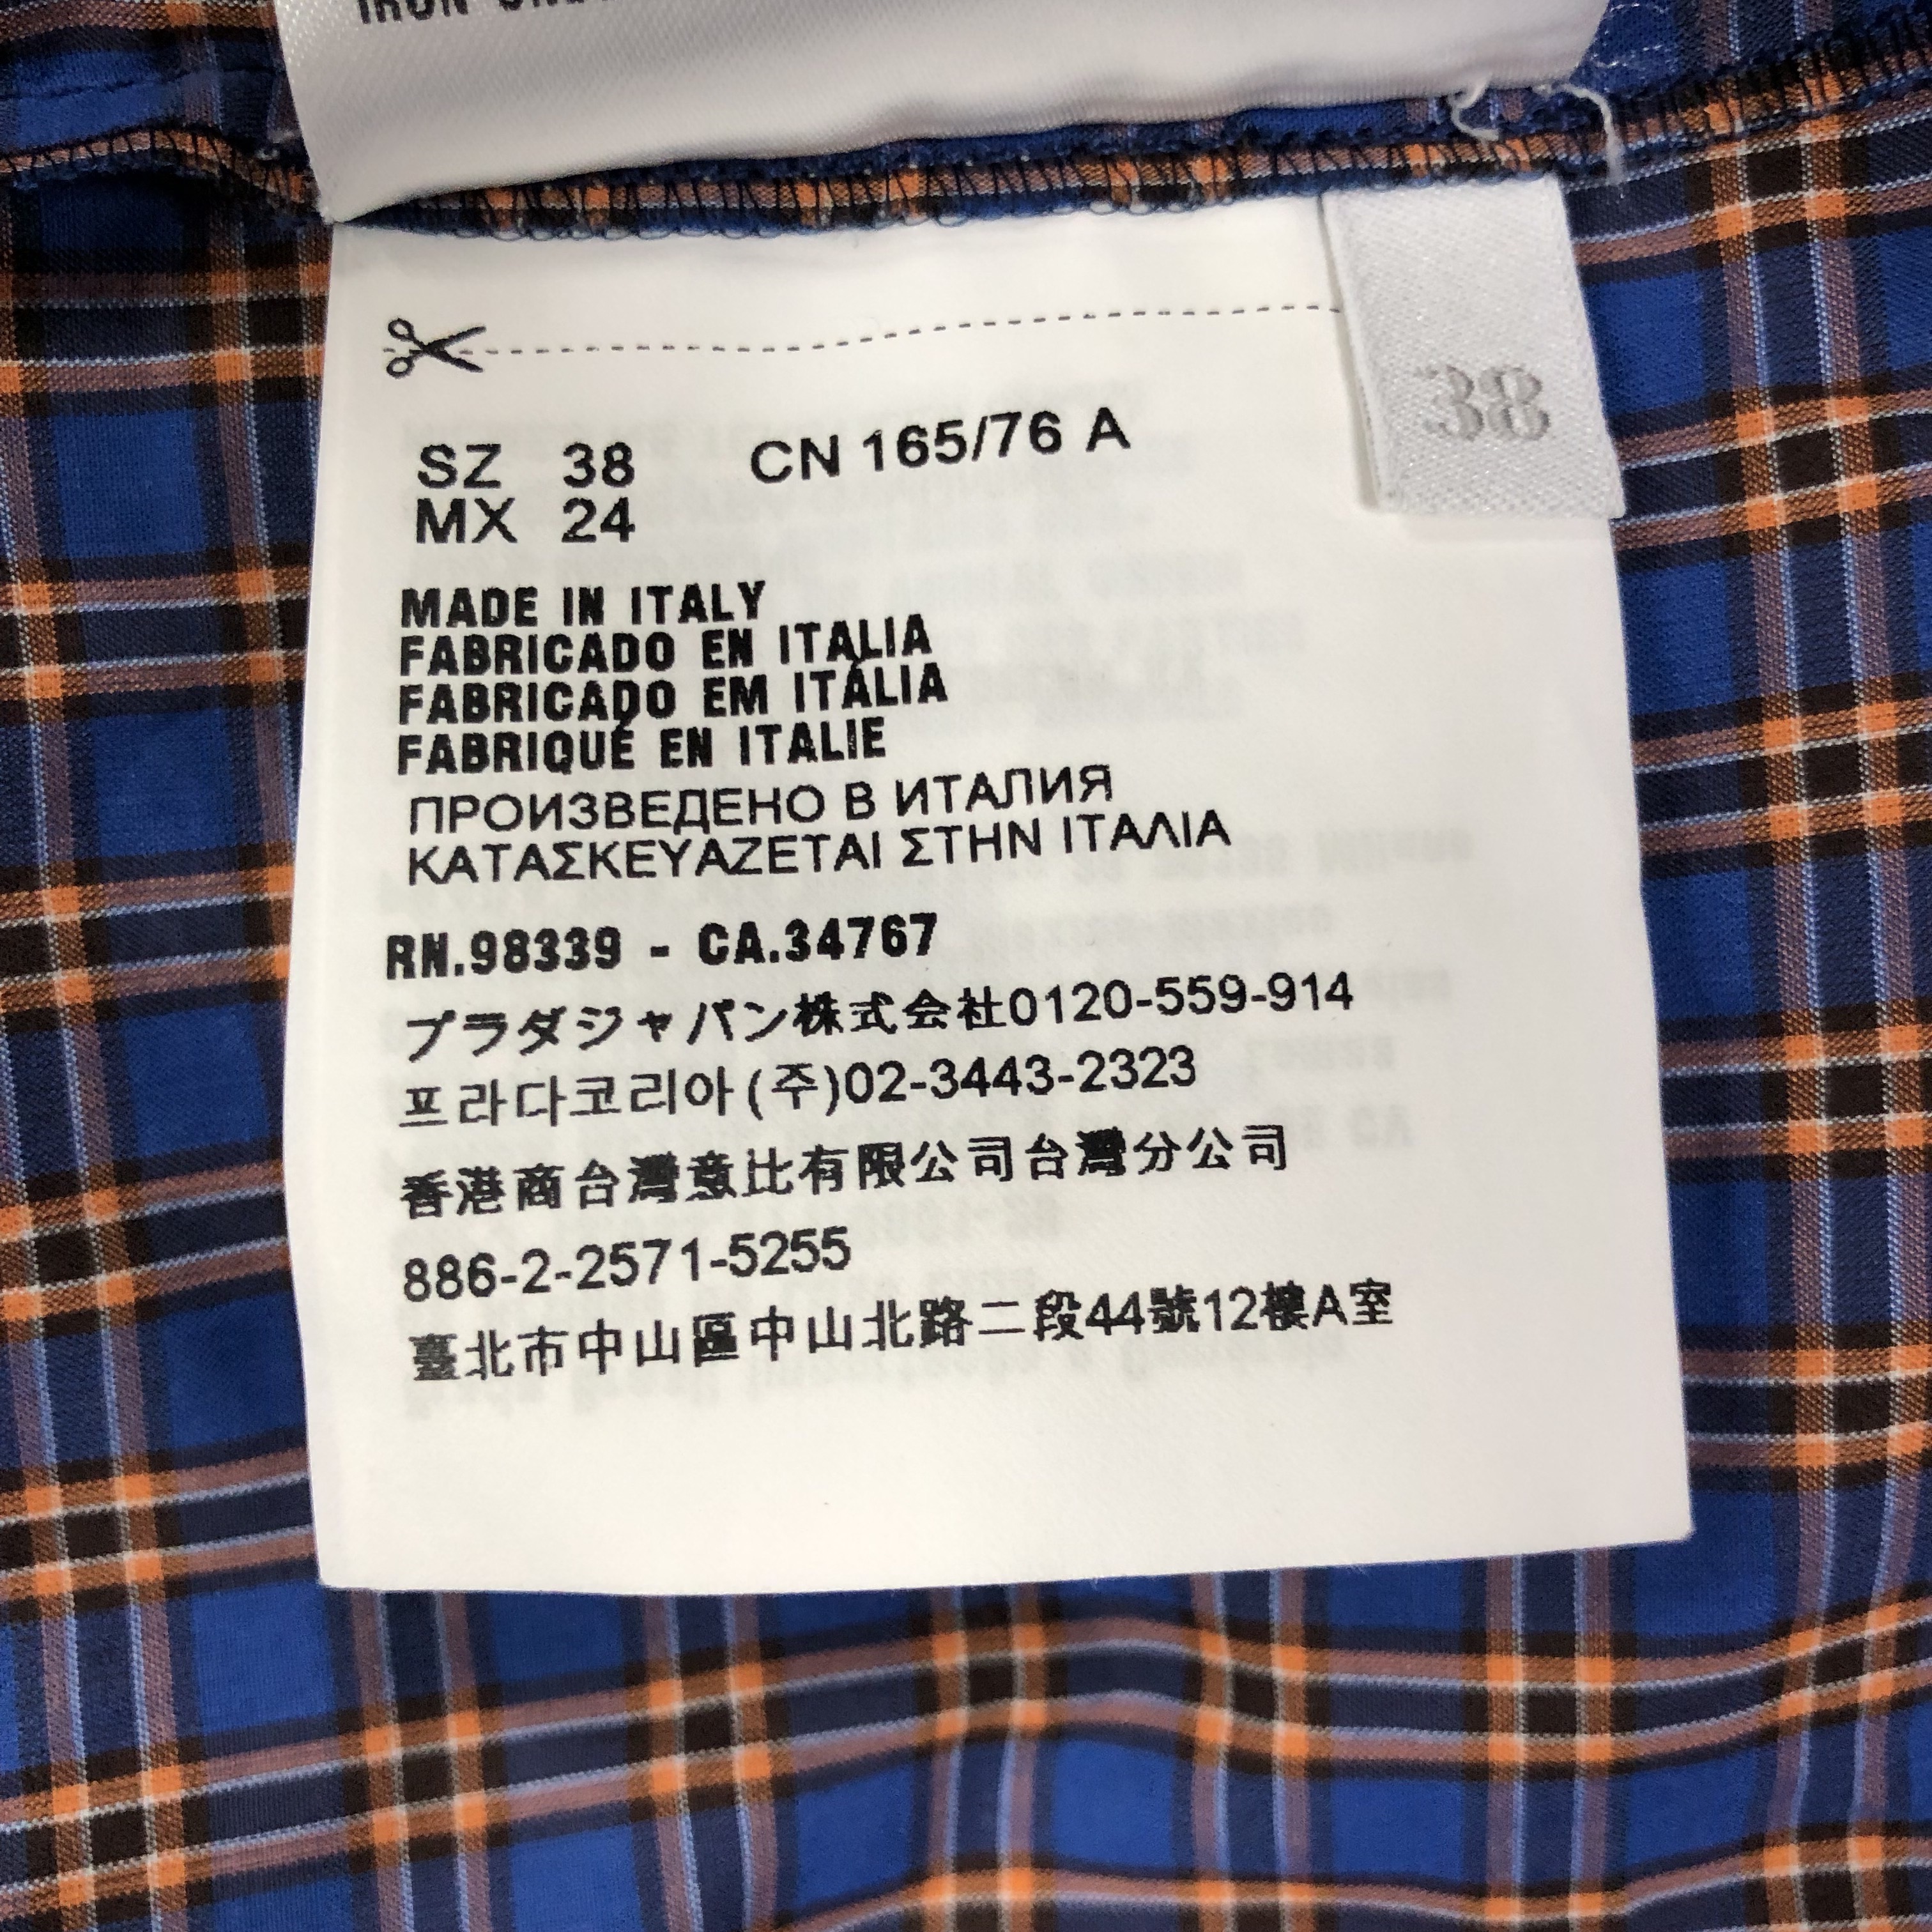 SZ 38 CN 165/76 A
38
MX 24
MADE IN ITALY
FABRICADO EN ITALIA
FABRICADO EM ITÁLIA
FABRIQUÉ EN ITALIE
ПРОИЗВЕДЕНО В ИТАЛИЯ
ΚΑΤΑΣΚΕΥΑΖΕΤΑΙ ΣΤΗΝ ΙΤΑΛΙΑ
RN.98339 - CA.34767
プラダジャパン株式会社0120-559-914
프라다코리아(주)02-3443-2323
香港商台灣意比有限公司台灣分公司
886-2-2571-5255
臺北市中山區中山北路二段44號12樓A室